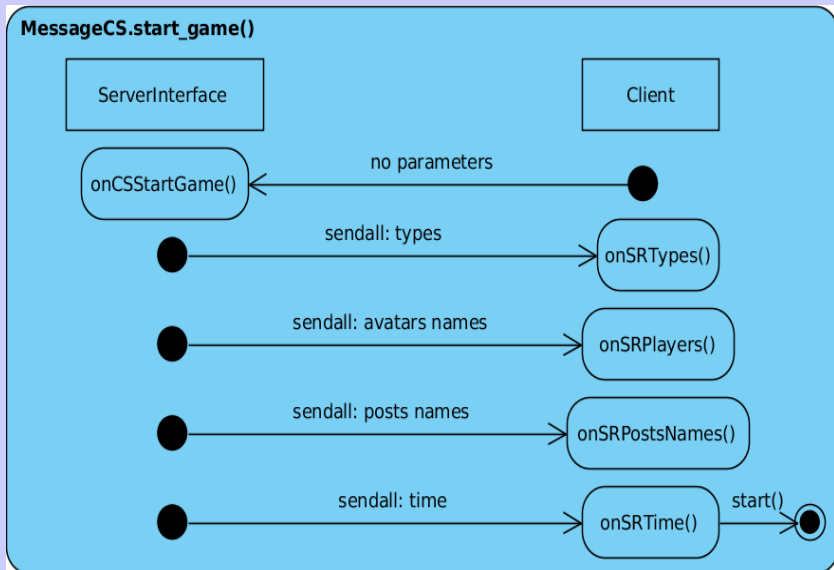 MessageCS.start_game()
ServerInterface
Client
no parameters
onCSStartGame()
sendall: types
onSRTypes()
sendall: avatars names
onSRPlayers()
sendall: posts names
onSRPostsNames()
sendall: time
onSRTime()
start()